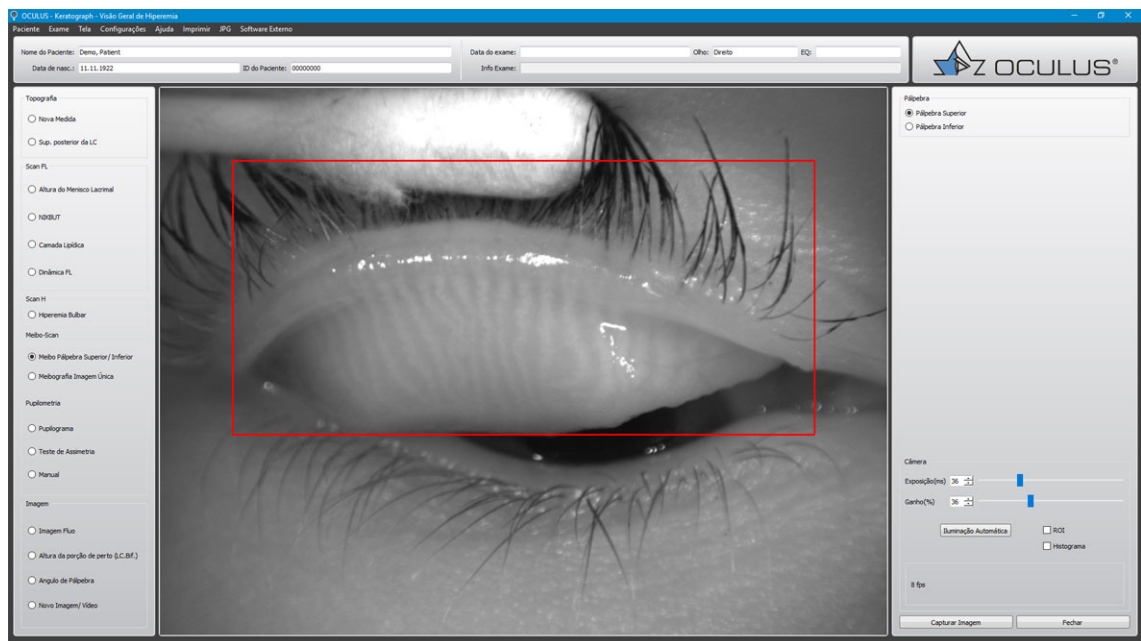 OCULUS - Keratograph - Visão Geral de Hiperemia
Paciente Exame Tela Configurações Ajuda Imprimir JPG Software Externo
Nome do Paciente: Demo, Patient
Data do exame:
Olho: Direito
EQ:
Data de nasc.: 11.11.1922
ID do Paciente: 00000000
Info Exame:
OCULUS®
Topografia
Nova Medida
Sup. posterior da LC
Scan FL
Altura do Menisco Lacrimal
NIKBUT
Camada Lipídica
Dinâmica FL
Scan H
Hiperemia Bulbar
Meibo-Scan
Meibo Pálpebra Superior/ Inferior
Meibografia Imagem Única
Pupilometria
Pupilograma
Teste de Assimetria
Manual
Imagem
Imagem Fluo
Altura da porção de perto (LC.Bif.)
Angulo de Pálpebra
Novo Imagem/ Vídeo
Pálpebra
Pálpebra Superior
Pálpebra Inferior
Câmera
Exposição(ms) 36
Ganho(%) 36
Iluminação Automática
ROI
Histograma
8 fps
Capturar Imagem
Fechar